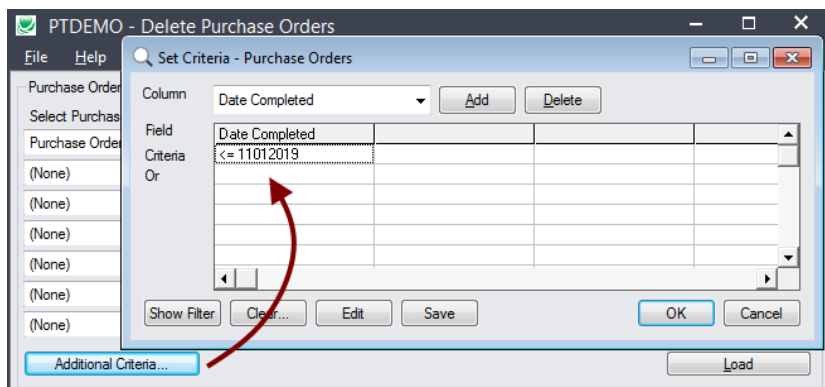 PTDEMO - Delete Purchase Orders
File Help
Set Criteria - Purchase Orders
Purchase Order
Select Purchas
Purchase Order
(None)
(None)
(None)
(None)
(None)
(None)
Additional Criteria...
Column
Date Completed
Add
Delete
Field
Date Completed
Criteria
<= 11012019
Or
Show Filter
Clear...
Edit
Save
OK
Cancel
Load